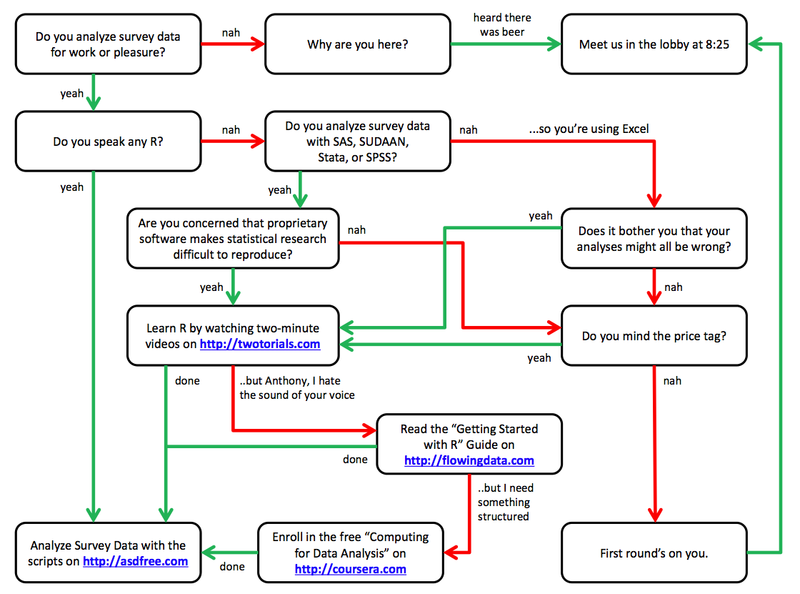 Do you analyze survey data
for work or pleasure?
nah
Why are you here?
heard there
was beer
Meet us in the lobby at 8:25
yeah
Do you speak any R?
nah
Do you analyze survey data
with SAS, SUDAAN,
Stata, or SPSS?
nah
...so you're using Excel
yeah
yeah
Are you concerned that proprietary
software makes statistical research
difficult to reproduce?
nah
yeah
Does it bother you that your
analyses might all be wrong?
yeah
nah
Learn R by watching two-minute
videos on http://twotorials.com
Do you mind the price tag?
yeah
done
..but Anthony, I hate
the sound of your voice
nah
Read the "Getting Started
with R" Guide on
http://flowingdata.com
done
..but I need
something
structured
Analyze Survey Data with the
scripts on http://asdfree.com
done
Enroll in the free "Computing
for Data Analysis" on
http://coursera.com
First round's on you.